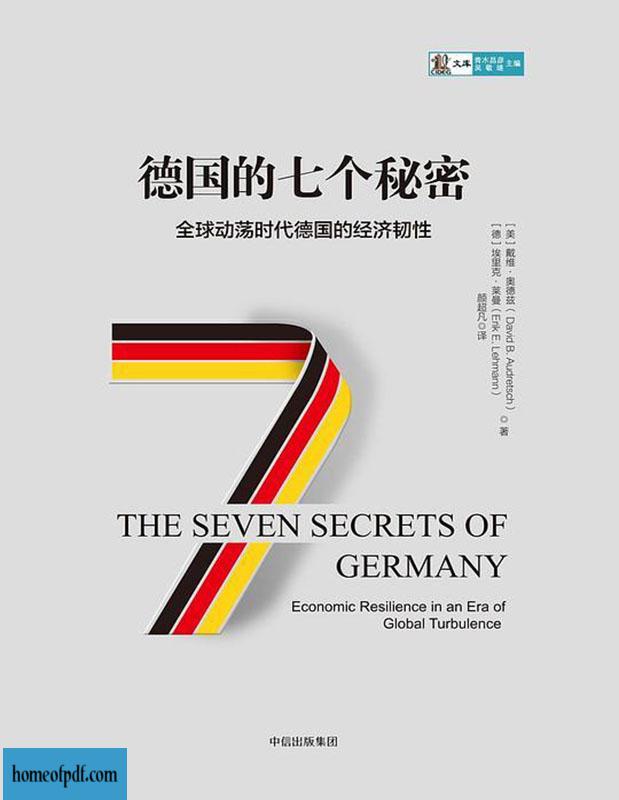 CIDEG
文库
青木昌彦
吴敬琏
主编
德国的七个秘密
全球动荡时代德国的经济韧性
[美] 戴维·奥德兹（David B. Audretsch）
[德] 埃里克·莱曼（Erik E. Lehmann）
◎著
颜超凡◎译
7
THE SEVEN SECRETS OF
GERMANY
Economic Resilience in an Era of
Global Turbulence
中信出版集团
homeofpdf.com